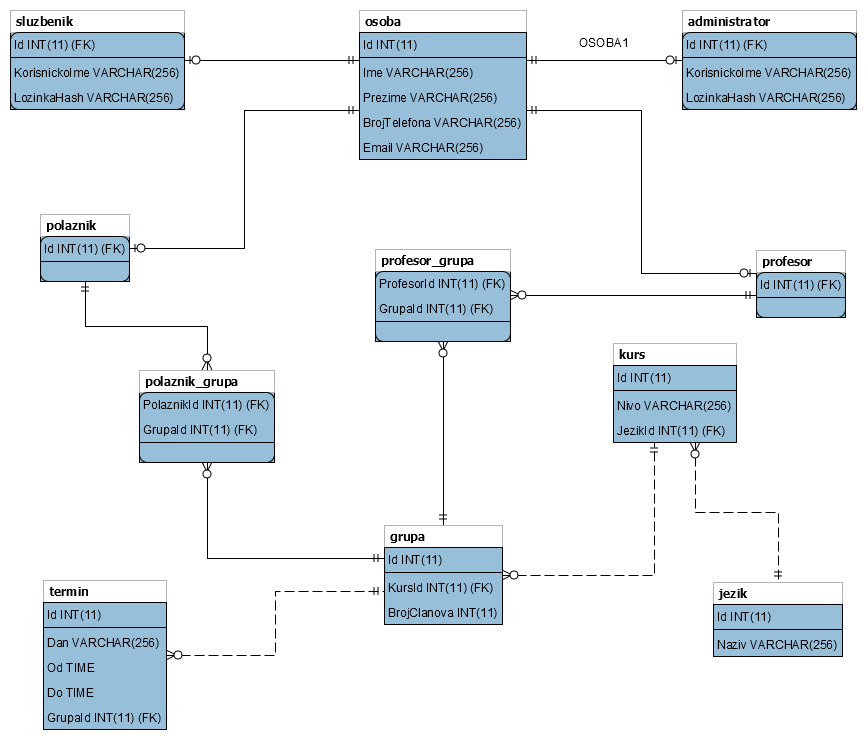 sluzbenik
Id INT(11) (FK)
KorisnickoIme VARCHAR(256)
LozinkaHash VARCHAR(256)
osoba
Id INT(11)
Ime VARCHAR(256)
Prezime VARCHAR(256)
BrojTelefona VARCHAR(256)
Email VARCHAR(256)
OSOBA1
administrator
Id INT(11) (FK)
KorisnickoIme VARCHAR(256)
LozinkaHash VARCHAR(256)
polaznik
Id INT(11) (FK)
profesor_grupa
ProfesorId INT(11) (FK)
GrupaId INT(11) (FK)
profesor
Id INT(11) (FK)
polaznik_grupa
PolaznikId INT(11) (FK)
GrupaId INT(11) (FK)
kurs
Id INT(11)
Nivo VARCHAR(256)
JezikId INT(11) (FK)
grupa
Id INT(11)
KursId INT(11) (FK)
BrojClanova INT(11)
termin
Id INT(11)
Dan VARCHAR(256)
Od TIME
Do TIME
GrupaId INT(11) (FK)
jezik
Id INT(11)
Naziv VARCHAR(256)